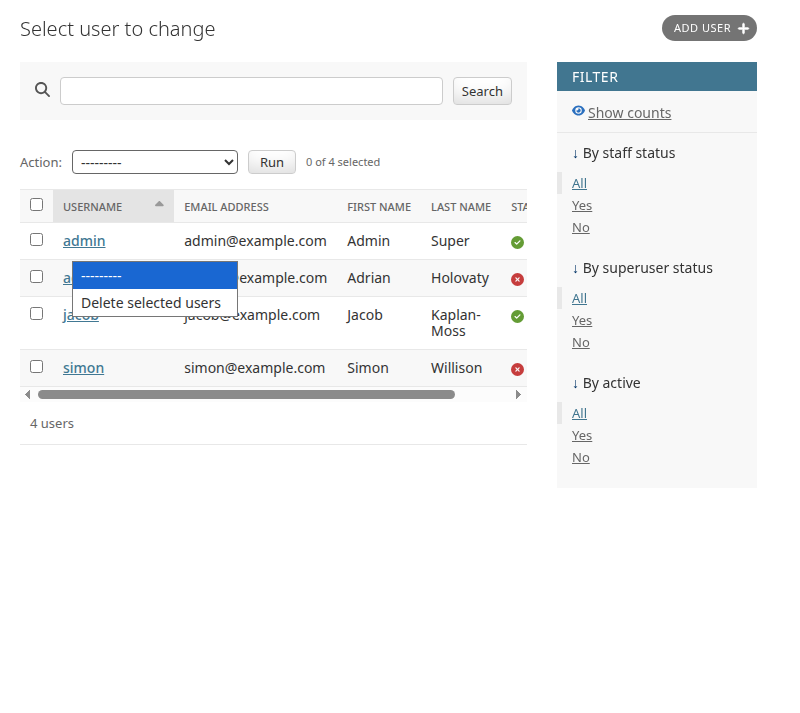 Select user to change
ADD USER
Search
Action:
---------
Run
0 of 4 selected
USERNAME
EMAIL ADDRESS
FIRST NAME
LAST NAME
admin
admin@example.com
Admin
Super
---------
Delete selected users
example.com
Adrian
Holovaty
jacob
jacob@example.com
Jacob
Kaplan-
Moss
simon
simon@example.com
Simon
Willison
4 users
FILTER
Show counts
↓ By staff status
All
Yes
No
↓ By superuser status
All
Yes
No
↓ By active
All
Yes
No